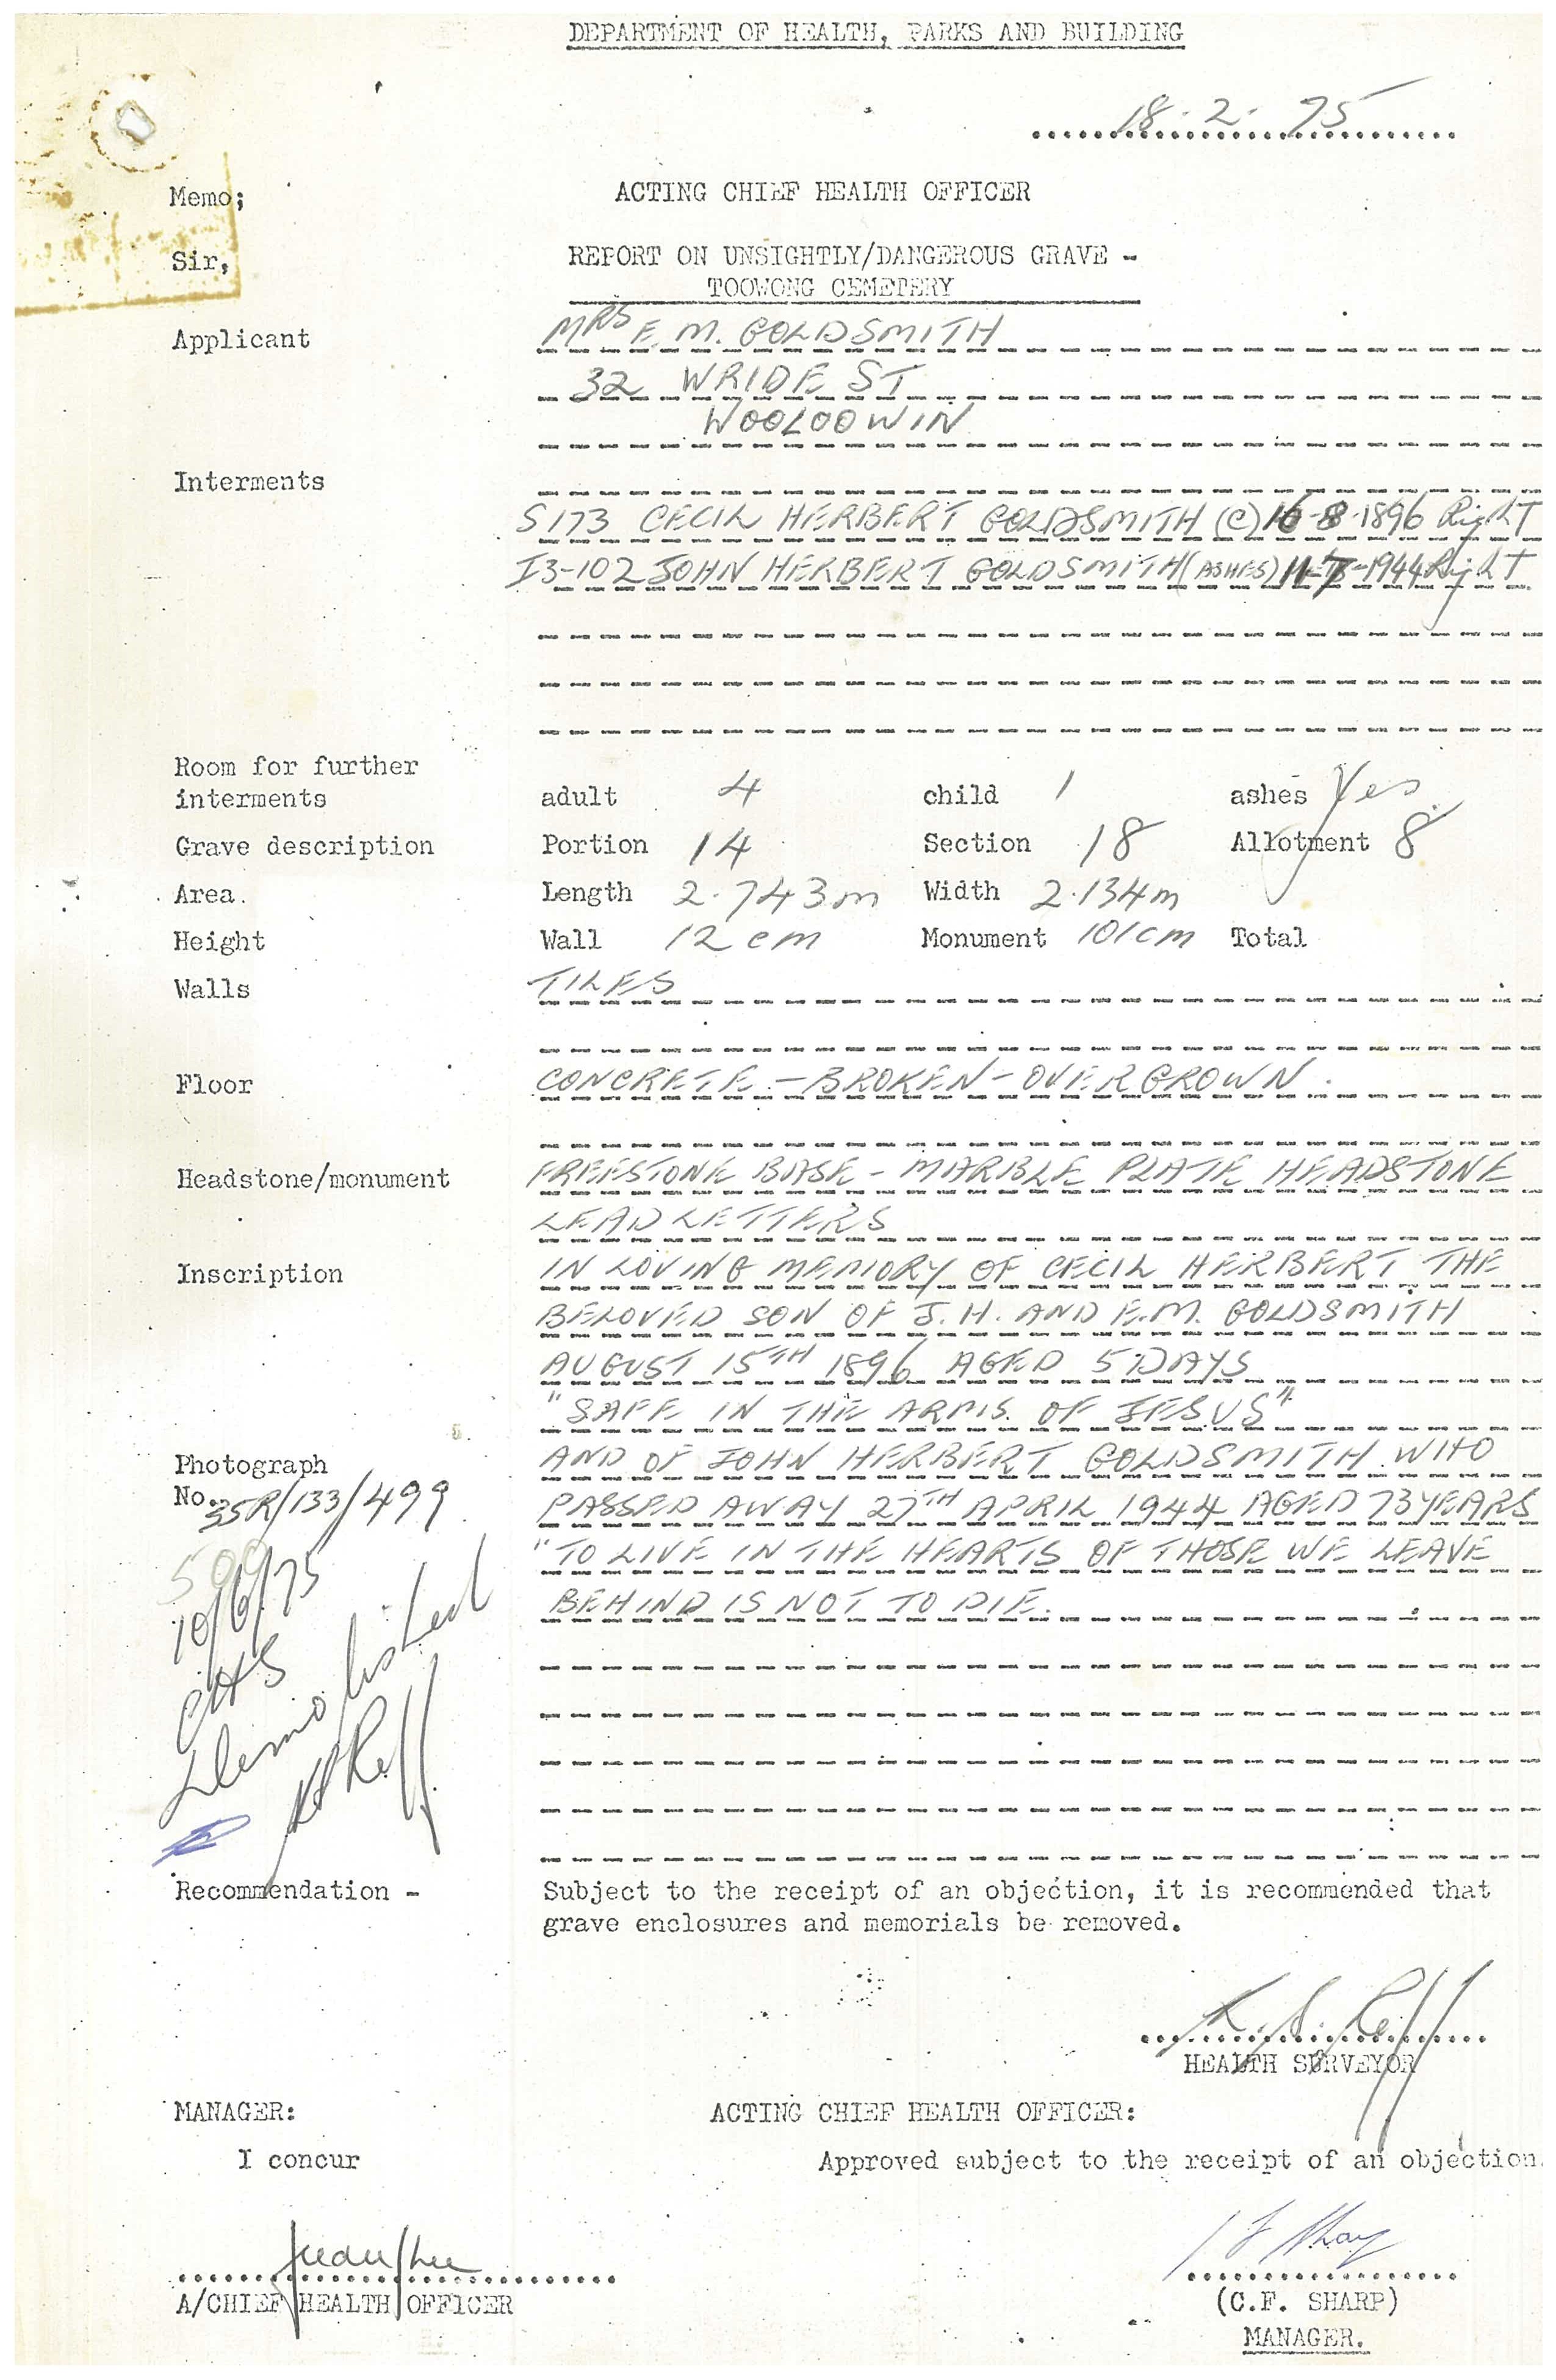 DEPARTMENT OF HEALTH, PARKS AND BUILDING
18.2.75
Memo; ACTING CHIEF HEALTH OFFICER
Sir, REPORT ON UNSIGHTLY/DANGEROUS GRAVE -
TOOWONG CEMETERY
Applicant MRS E. M. GOLDSMITH
32 WRIDE ST
WOOLOOWIN
Interments
S173 CECIL HERBERT GOLDSMITH (C) 16-8-1896 Right
I3-102 JOHN HERBERT GOLDSMITH (ASHES) 11-7-1944 Right
Room for further
interments adult 4 child 1 ashes Yes
Grave description Portion 14 Section 18 Allotment 8
Area. Length 2.743m Width 2.134m
Height Wall 12cm Monument 101cm Total
Walls TILES
Floor CONCRETE - BROKEN - OVERGROWN.
Headstone/monument FREESTONE BASE - MARBLE PLATE HEADSTONE
LEAD LETTERS
Inscription IN LOVING MEMORY OF CECIL HERBERT THE
BELOVED SON OF J.H. AND E.M. GOLDSMITH
AUGUST 15TH 1896 AGED 5 DAYS
"SAFE IN THE ARMS OF JESUS"
Photograph AND OF JOHN HERBERT GOLDSMITH WHO
No. 35R/133/499 PASSED AWAY 27TH APRIL 1944 AGED 73 YEARS
500 "TO LIVE IN THE HEARTS OF THOSE WE LEAVE
10/6/75 BEHIND IS NOT TO DIE.
Demolished
Recommendation - Subject to the receipt of an objection, it is recommended that
grave enclosures and memorials be removed.
HEALTH SURVEYOR
MANAGER: ACTING CHIEF HEALTH OFFICER:
I concur Approved subject to the receipt of an objection.
A/CHIEF HEALTH OFFICER (C.F. SHARP)
MANAGER.